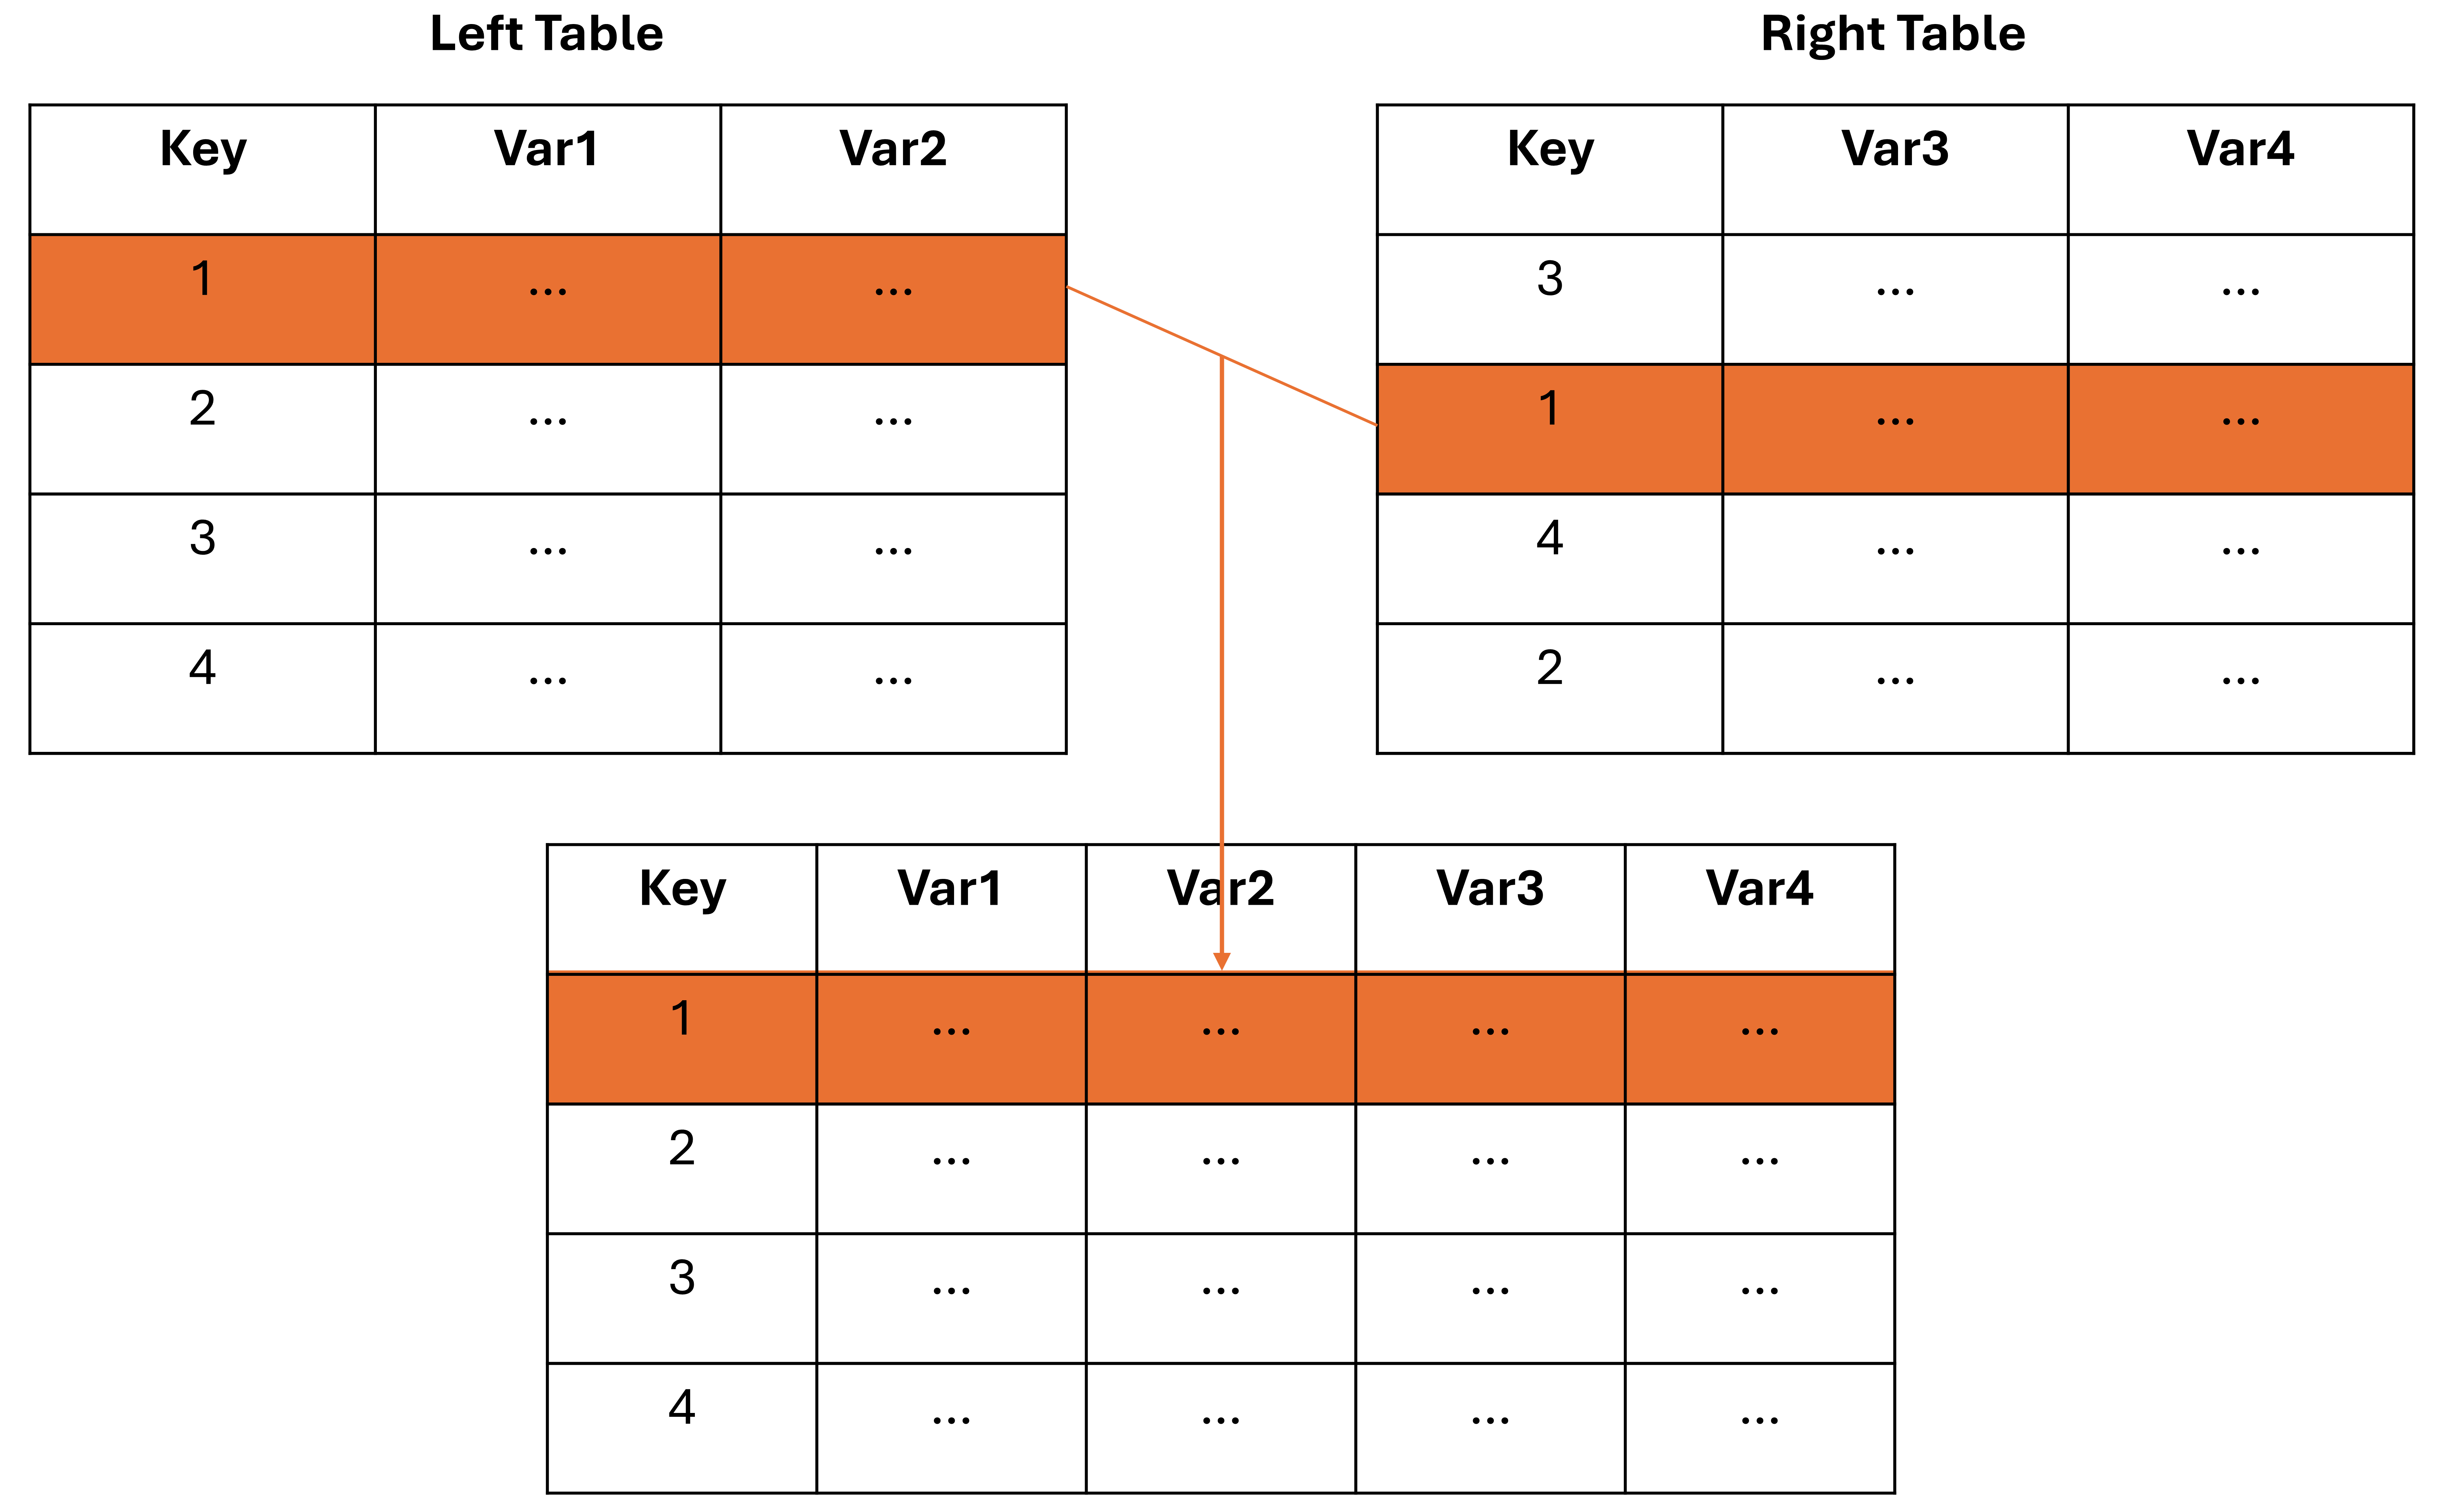 Left Table
Key Var1 Var2
1 ... ...
2 ... ...
3 ... ...
4 ... ...
Right Table
Key Var3 Var4
3 ... ...
1 ... ...
4 ... ...
2 ... ...
Key Var1 Var2 Var3 Var4
1 ... ... ... ...
2 ... ... ... ...
3 ... ... ... ...
4 ... ... ... ...